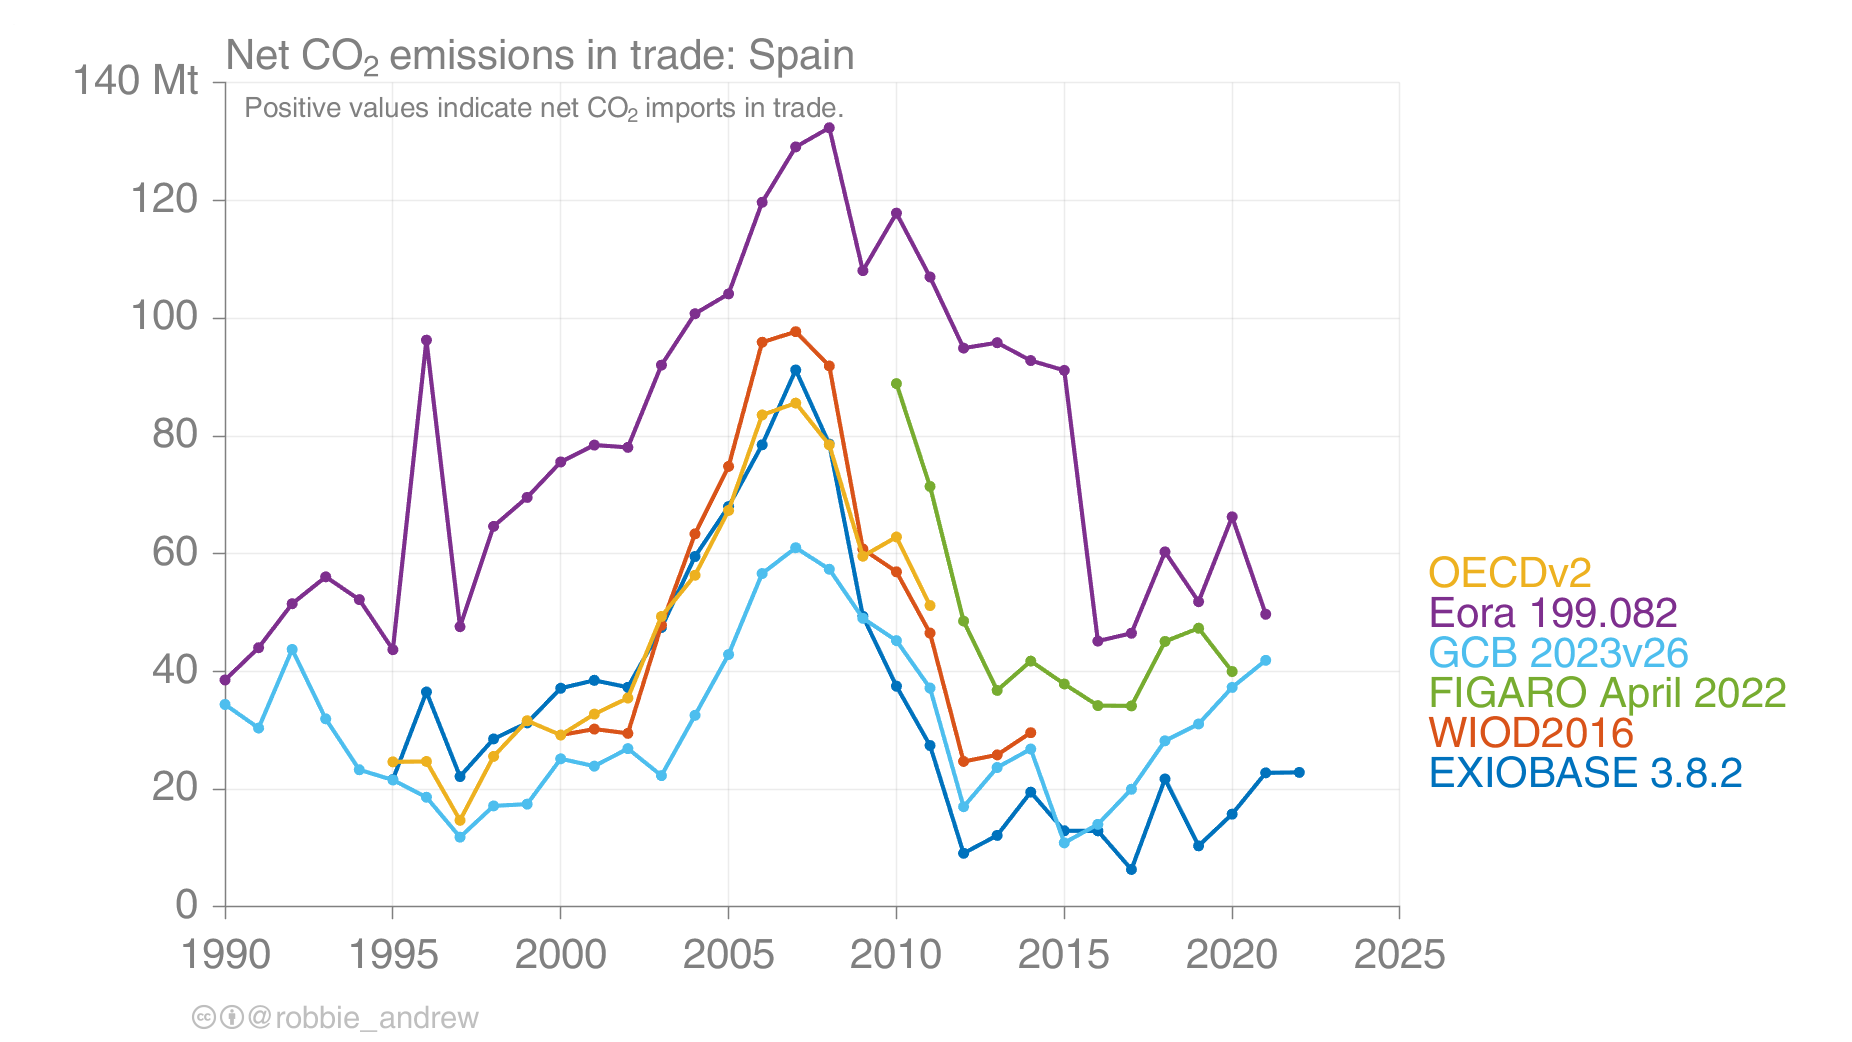 Net CO₂ emissions in trade: Spain
140 Mt
Positive values indicate net CO₂ imports in trade.
120
100
80
60
40
20
0
1990 1995 2000 2005 2010 2015 2020 2025
OECDv2
Eora 199.082
GCB 2023v26
FIGARO April 2022
WIOD2016
EXIOBASE 3.8.2
@robbie_andrew